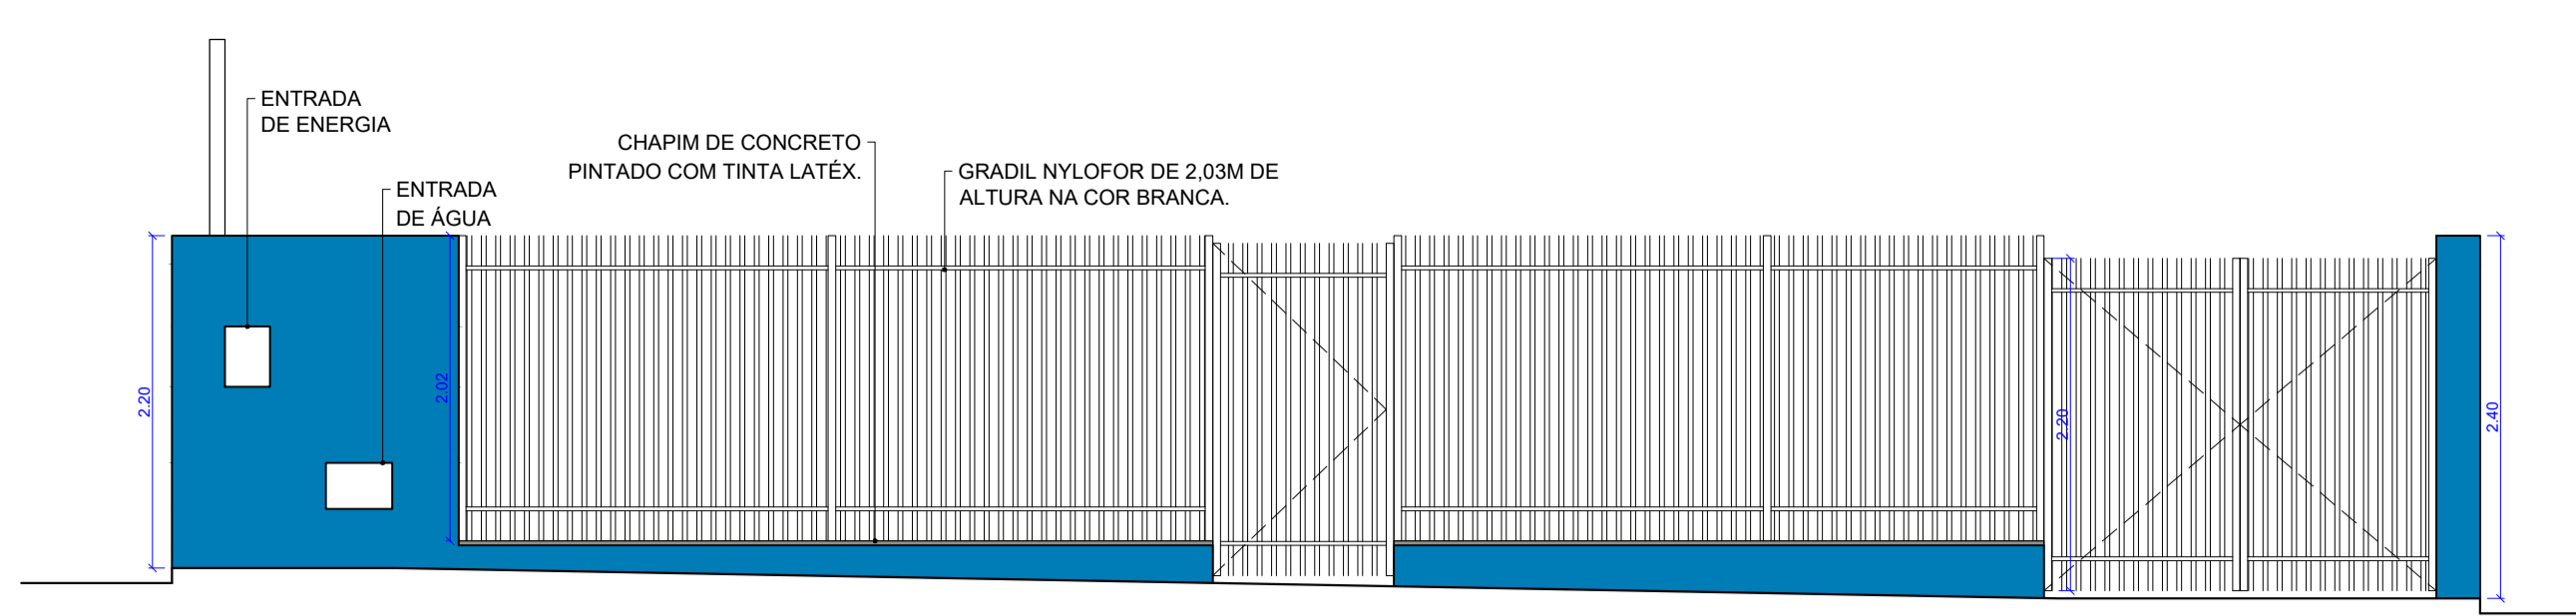 ENTRADA
DE ENERGIA
CHAPIM DE CONCRETO
PINTADO COM TINTA LATÉX.
GRADIL NYLOFOR DE 2,03M DE
ALTURA NA COR BRANCA.
ENTRADA
DE ÁGUA
2.20
2.02
2.20
2.40